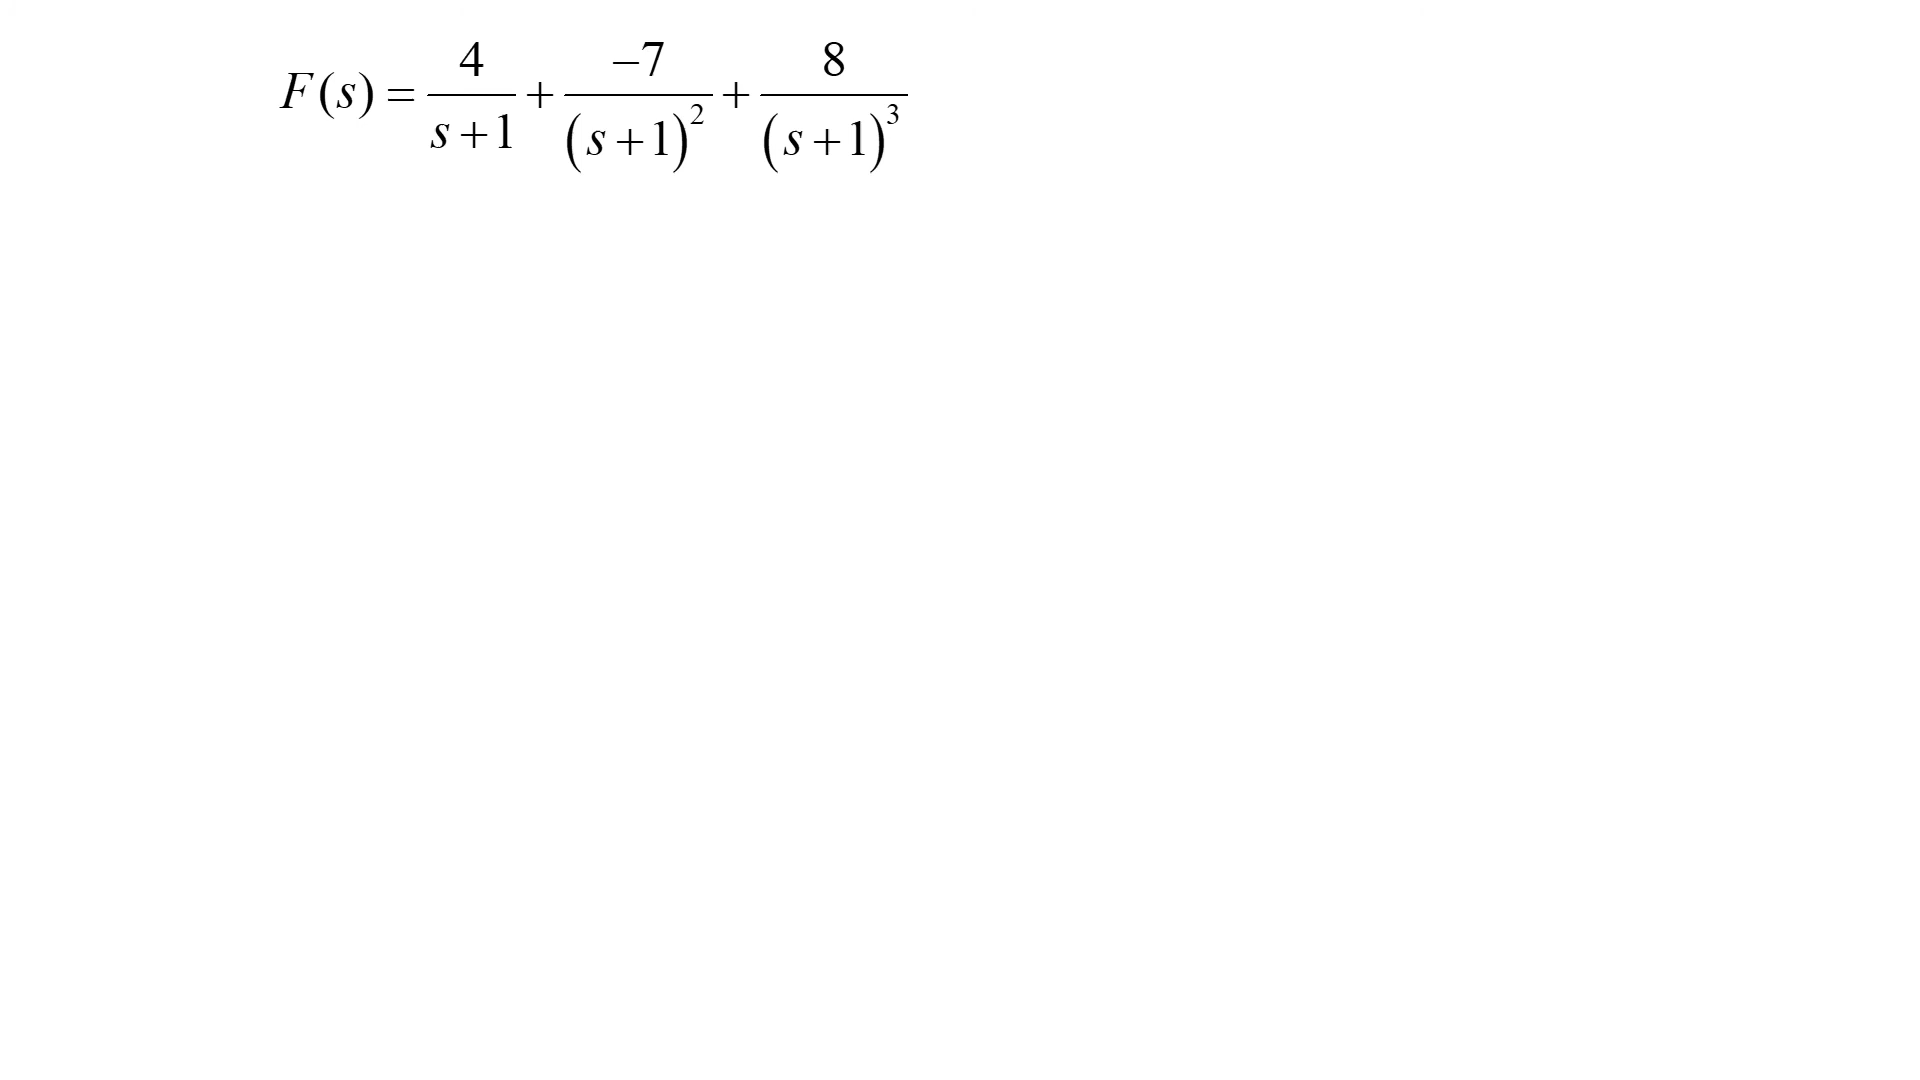 F(s) = 4/(s+1) + −7/(s+1)² + 8/(s+1)³